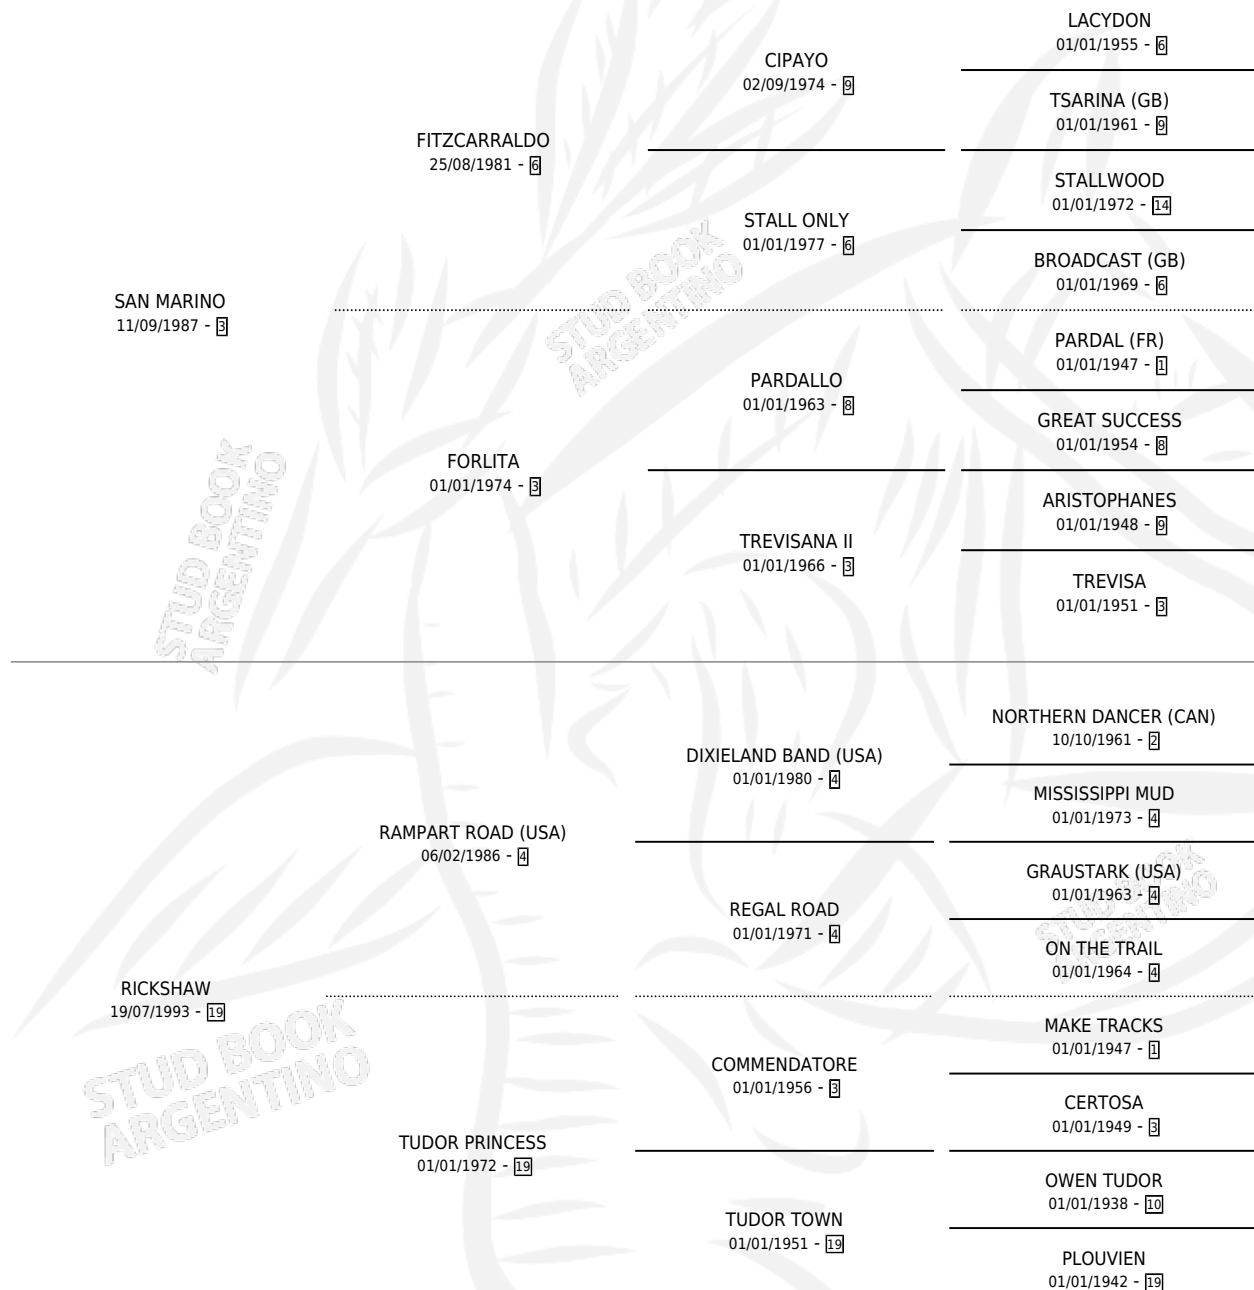 LACYDON
01/01/1955 - 6
CIPAYO
02/09/1974 - 9
TSARINA (GB)
01/01/1961 - 9
FITZCARRALDO
25/08/1981 - 6
STALLWOOD
01/01/1972 - 14
STALL ONLY
01/01/1977 - 6
BROADCAST (GB)
01/01/1969 - 6
SAN MARINO
11/09/1987 - 3
STUD BOOK
ARGENTINO
PARDAL (FR)
01/01/1947 - 1
PARDALLO
01/01/1963 - 8
GREAT SUCCESS
01/01/1954 - 8
FORLITA
01/01/1974 - 3
ARISTOPHANES
01/01/1948 - 9
TREVISANA II
01/01/1966 - 3
TREVISA
01/01/1951 - 3
STUD BOOK
ARGENTINO
NORTHERN DANCER (CAN)
10/10/1961 - 2
DIXIELAND BAND (USA)
01/01/1980 - 4
MISSISSIPPI MUD
01/01/1973 - 4
RAMPART ROAD (USA)
06/02/1986 - 4
GRAUSTARK (USA)
01/01/1963 - 4
REGAL ROAD
01/01/1971 - 4
STUD BOOK
ARGENTINO
ON THE TRAIL
01/01/1964 - 4
RICKSHAW
19/07/1993 - 19
MAKE TRACKS
01/01/1947 - 1
STUD BOOK
ARGENTINO
COMMENDATORE
01/01/1956 - 3
CERTOSA
01/01/1949 - 3
TUDOR PRINCESS
01/01/1972 - 19
OWEN TUDOR
01/01/1938 - 10
TUDOR TOWN
01/01/1951 - 19
PLOUVIEN
01/01/1942 - 19